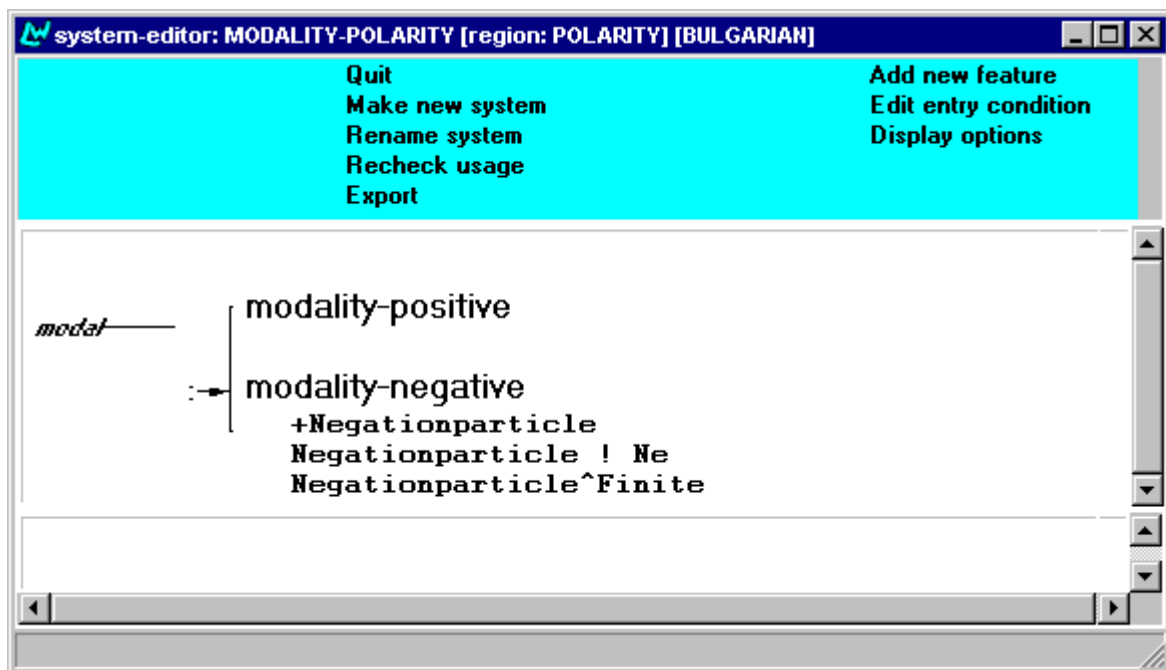 system-editor: MODALITY-POLARITY [region: POLARITY] [BULGARIAN]
Quit
Make new system
Rename system
Recheck usage
Export
Add new feature
Edit entry condition
Display options
modal
modality-positive
modality-negative
+Negationparticle
Negationparticle ! Ne
Negationparticle^Finite